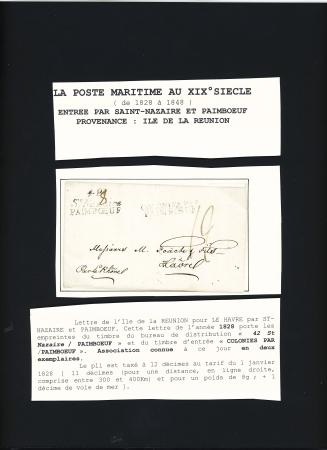 LA POSTE MARITIME AU XIX°SIECLE
( de 1828 à 1848 )
ENTREE PAR SAINT-NAZAIRE ET PAIMBOEUF
PROVENANCE : ILE DE LA REUNION
PAIMBŒUF
Messieurs M. Foache &
Hâvre
Lettre de l'Ile de la REUNION pour LE HAVRE par ST-
NAZAIRE et PAIMBOEUF. Cette lettre de l'année 1828 porte les
empreintes du timbre du bureau de distribution « 42 St
Nazaire / PAIMBOEUF » et du timbre d'entrée « COLONIES PAR
/PAIMBOEUF ». Association connue à ce jour en deux
exemplaires.
Le pli est taxé à 12 décimes au tarif du 1 janvier
1828 [ 11 décimes (pour une distance, en ligne droite,
comprise entre 300 et 400Km) et pour un poids de 8g ; + 1
décime de voie de mer ].